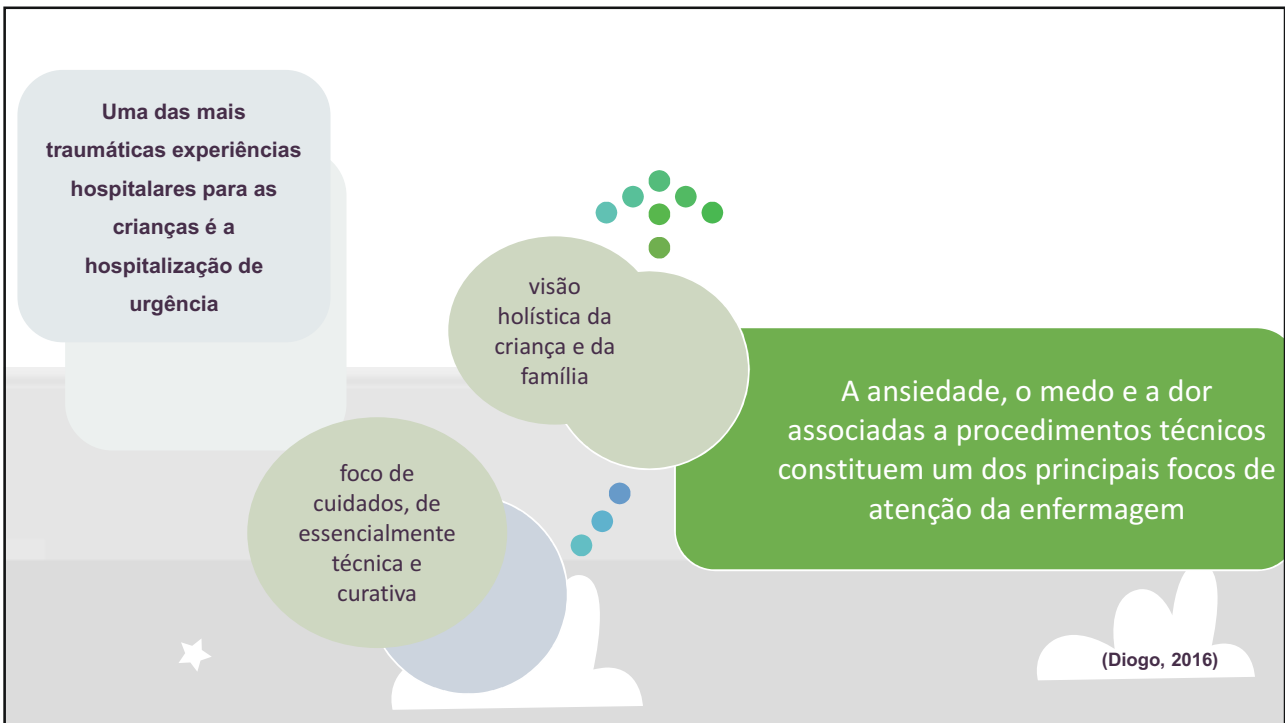 Uma das mais
traumáticas experiências
hospitalares para as
crianças é a
hospitalização de
urgência
visão
holística da
criança e da
família
foco de
cuidados, de
essencialmente
técnica e
curativa
A ansiedade, o medo e a dor
associadas a procedimentos técnicos
constituem um dos principais focos de
atenção da enfermagem
(Diogo, 2016)